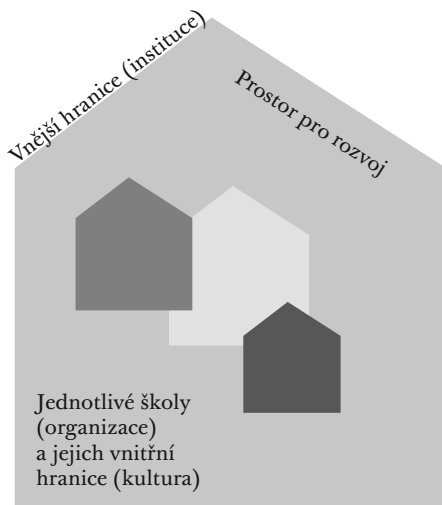 Vnější hranice (instituce)
Prostor pro rozvoj
Jednotlivé školy
(organizace)
a jejich vnitřní
hranice (kultura)